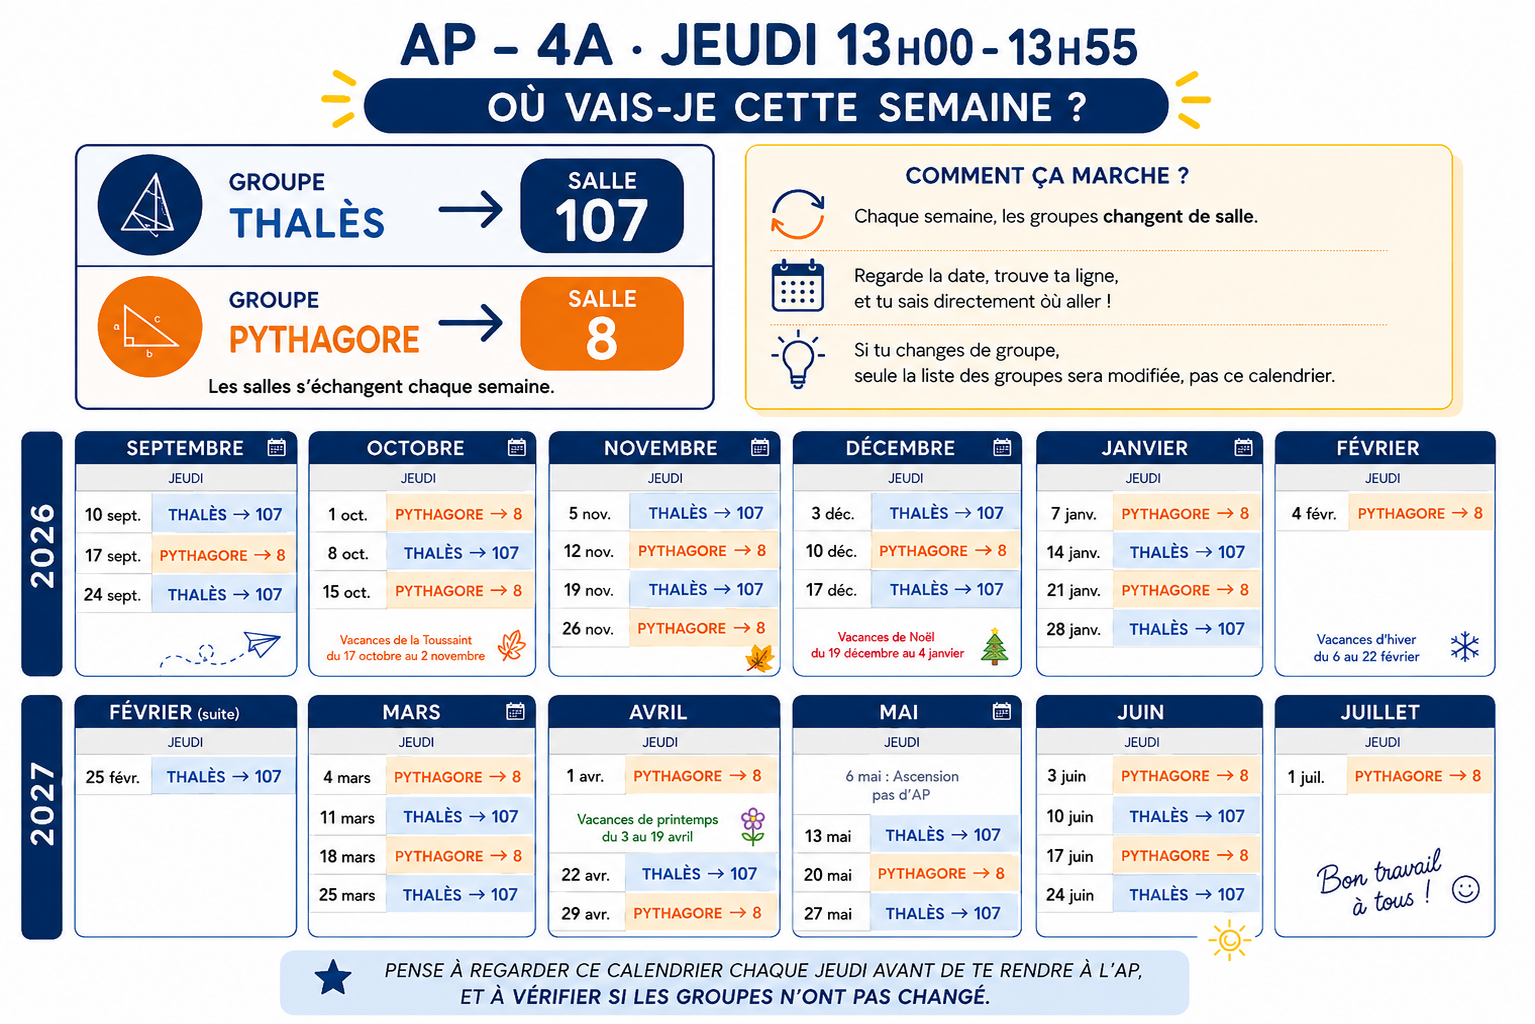 AP – 4A · JEUDI 13H00 - 13H55
OÙ VAIS-JE CETTE SEMAINE ?
GROUPE
THALÈS
→
SALLE
107
a
c
b
GROUPE
PYTHAGORE
→
SALLE
8
Les salles s'échangent chaque semaine.
COMMENT ÇA MARCHE ?
Chaque semaine, les groupes changent de salle.
Regarde la date, trouve ta ligne,
et tu sais directement òù aller !
Si tu changes de groupe,
seule la liste des groupes sera modifiée, pas ce calendrier.
2026
SEPTEMBRE
JEUDI
10 sept. THALÈS → 107
17 sept. PYTHAGORE → 8
24 sept. THALÈS → 107
OCTOBRE
JEUDI
1 oct. PYTHAGORE → 8
8 oct. THALÈS → 107
15 oct. PYTHAGORE → 8
Vacances de la Toussaint
du 17 octobre au 2 novembre
NOVEMBRE
JEUDI
5 nov. THALÈS → 107
12 nov. PYTHAGORE → 8
19 nov. THALÈS → 107
26 nov. PYTHAGORE → 8
DÉCEMBRE
JEUDI
3 déc. THALÈS → 107
10 déc. PYTHAGORE → 8
17 déc. THALÈS → 107
Vacances de Noël
du 19 décembre au 4 janvier
JANVIER
JEUDI
7 janv. PYTHAGORE → 8
14 janv. THALÈS → 107
21 janv. PYTHAGORE → 8
28 janv. THALÈS → 107
FÉVRIER
JEUDI
4 févr. PYTHAGORE → 8
Vacances d'hiver
du 6 au 22 février
2027
FÉVRIER (suite)
JEUDI
25 févr. THALÈS → 107
MARS
JEUDI
4 mars PYTHAGORE → 8
11 mars THALÈS → 107
18 mars PYTHAGORE → 8
25 mars THALÈS → 107
AVRIL
JEUDI
1 avr. PYTHAGORE → 8
Vacances de printemps
du 3 au 19 avril
22 avr. THALÈS → 107
29 avr. PYTHAGORE → 8
MAI
JEUDI
6 mai : Ascension
pas d'AP
13 mai THALÈS → 107
20 mai PYTHAGORE → 8
27 mai THALÈS → 107
JUIN
JEUDI
3 juin PYTHAGORE → 8
10 juin THALÈS → 107
17 juin PYTHAGORE → 8
24 juin THALÈS → 107
JUILLET
JEUDI
1 juil. PYTHAGORE → 8
Bon travail
à tous !
PENSE À REGARDER CE CALENDRIER CHAQUE JEUDI AVANT DE TE RENDRE À L'AP,
ET À VÉRIFIER SI LES GROUPES N'ONT PAS CHANGÉ.